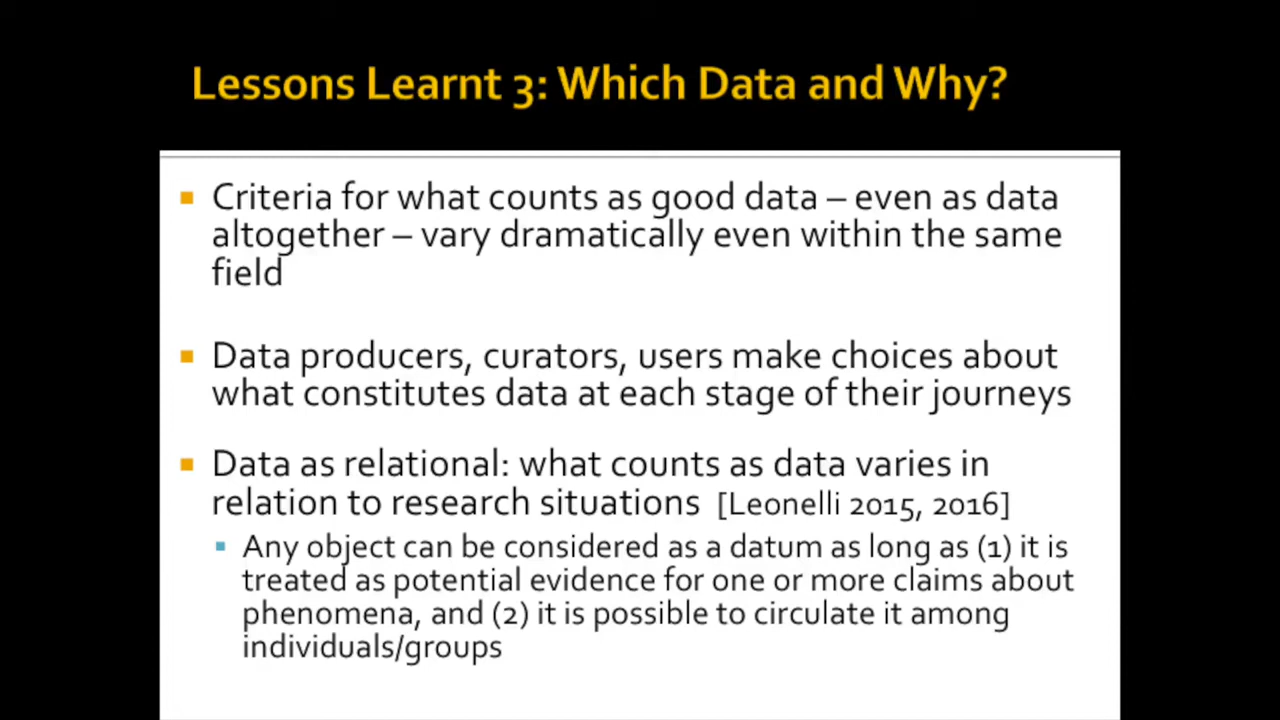 Lessons Learnt 3: Which Data and Why?
Criteria for what counts as good data – even as data
altogether – vary dramatically even within the same
field
Data producers, curators, users make choices about
what constitutes data at each stage of their journeys
Data as relational: what counts as data varies in
relation to research situations [Leonelli 2015, 2016]
Any object can be considered as a datum as long as (1) it is
treated as potential evidence for one or more claims about
phenomena, and (2) it is possible to circulate it among
individuals/groups